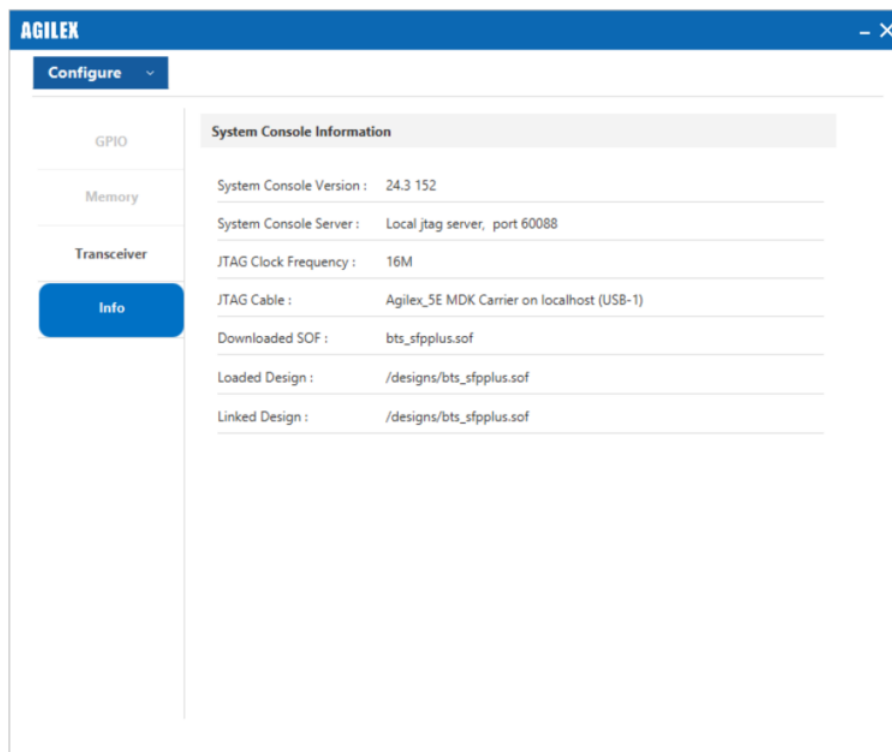 AGILEX
Configure
GPIO
Memory
Transceiver
Info
System Console Information
System Console Version : 24.3 152
System Console Server : Local jtag server, port 60088
JTAG Clock Frequency : 16M
JTAG Cable : Agilex_5E MDK Carrier on localhost (USB-1)
Downloaded SOF : bts_sfpplus.sof
Loaded Design : /designs/bts_sfpplus.sof
Linked Design : /designs/bts_sfpplus.sof